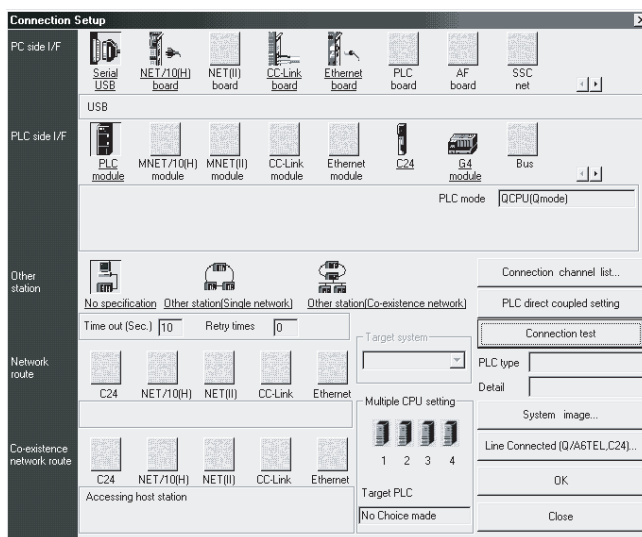 Connection Setup
PC side I/F
Serial USB
NET/10(H) board
NET(II) board
CC-Link board
Ethernet board
PLC board
AF board
SSC net
USB
PLC side I/F
PLC module
MNET/10(H) module
MNET(II) module
CC-Link module
Ethernet module
C24
G4 module
Bus
PLC mode QCPU(Qmode)
Other station
No specification
Other station(Single network)
Other station(Co-existence network)
Time out (Sec.) 10 Retry times 0
Connection channel list...
PLC direct coupled setting
Connection test
Target system
PLC type
Detail
Network route
C24
NET/10(H)
NET(II)
CC-Link
Ethernet
Multiple CPU setting
1 2 3 4
Target PLC
No Choice made
System image...
Line Connected (Q/A6TEL,C24)...
OK
Close
Co-existence network route
C24
NET/10(H)
NET(II)
CC-Link
Ethernet
Accessing host station